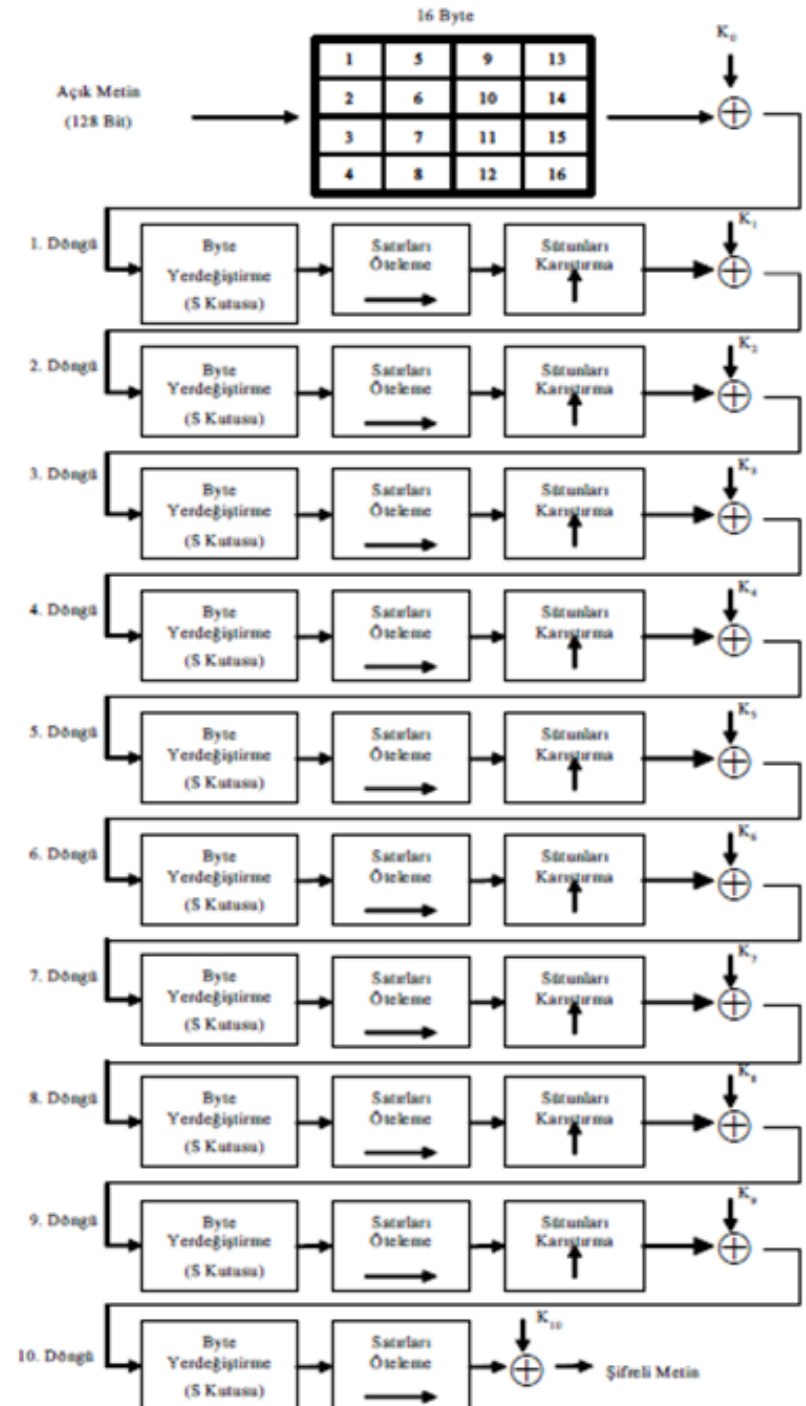 16 Byte
K0
1 5 9 13
Açık Metin
(128 Bit)
2 6 10 14
3 7 11 15
4 8 12 16
1. Döngü
Byte
Yerdeğiştirme
(S Kutusu)
Satırları
Öteleme
Sütunları
Karıştırma
K1
2. Döngü
Byte
Yerdeğiştirme
(S Kutusu)
Satırları
Öteleme
Sütunları
Karıştırma
K2
3. Döngü
Byte
Yerdeğiştirme
(S Kutusu)
Satırları
Öteleme
Sütunları
Karıştırma
K3
4. Döngü
Byte
Yerdeğiştirme
(S Kutusu)
Satırları
Öteleme
Sütunları
Karıştırma
K4
5. Döngü
Byte
Yerdeğiştirme
(S Kutusu)
Satırları
Öteleme
Sütunları
Karıştırma
K5
6. Döngü
Byte
Yerdeğiştirme
(S Kutusu)
Satırları
Öteleme
Sütunları
Karıştırma
K6
7. Döngü
Byte
Yerdeğiştirme
(S Kutusu)
Satırları
Öteleme
Sütunları
Karıştırma
K7
8. Döngü
Byte
Yerdeğiştirme
(S Kutusu)
Satırları
Öteleme
Sütunları
Karıştırma
K8
9. Döngü
Byte
Yerdeğiştirme
(S Kutusu)
Satırları
Öteleme
Sütunları
Karıştırma
K9
10. Döngü
Byte
Yerdeğiştirme
(S Kutusu)
Satırları
Öteleme
K10
Şifreli Metin